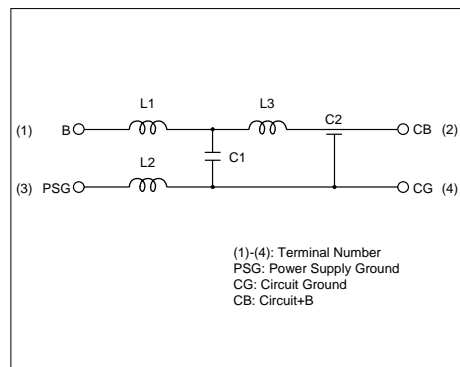 L1 L3 C2
(1) B CB (2)
C1
L2
(3) PSG CG (4)
(1)-(4): Terminal Number
PSG: Power Supply Ground
CG: Circuit Ground
CB: Circuit+B